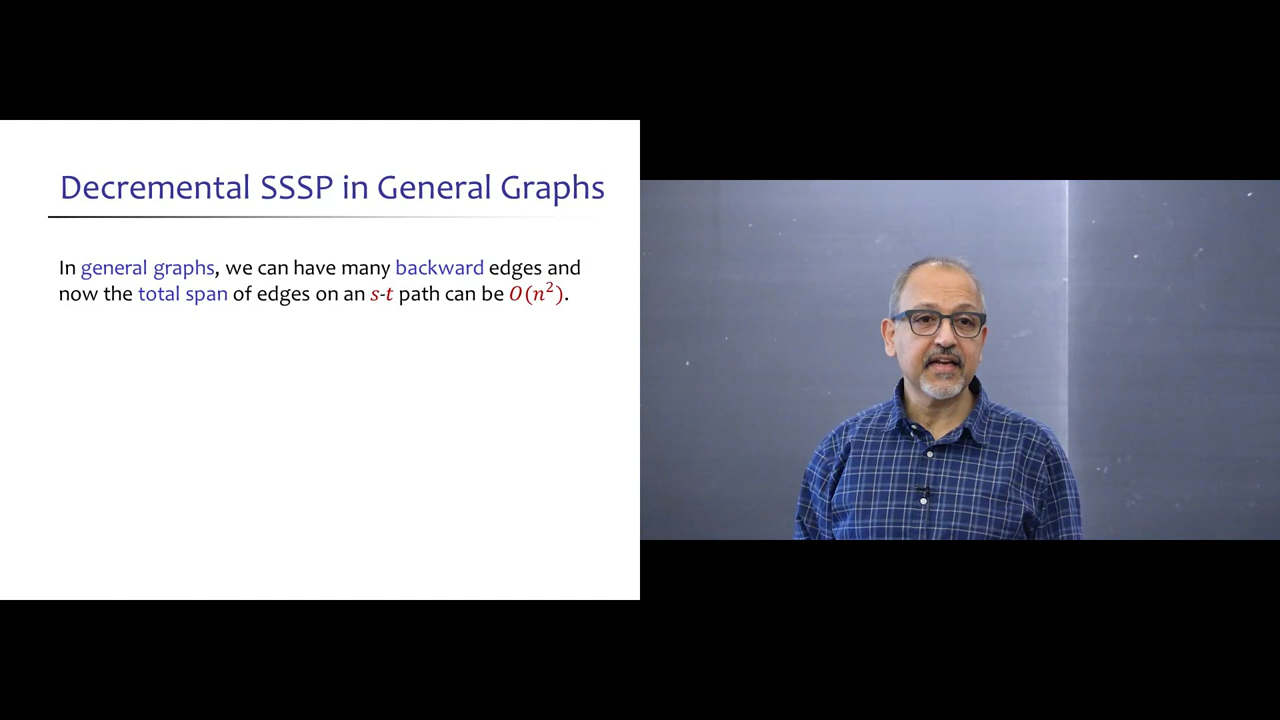 Decremental SSSP in General Graphs
In general graphs, we can have many backward edges and
now the total span of edges on an s-t path can be O(n²).